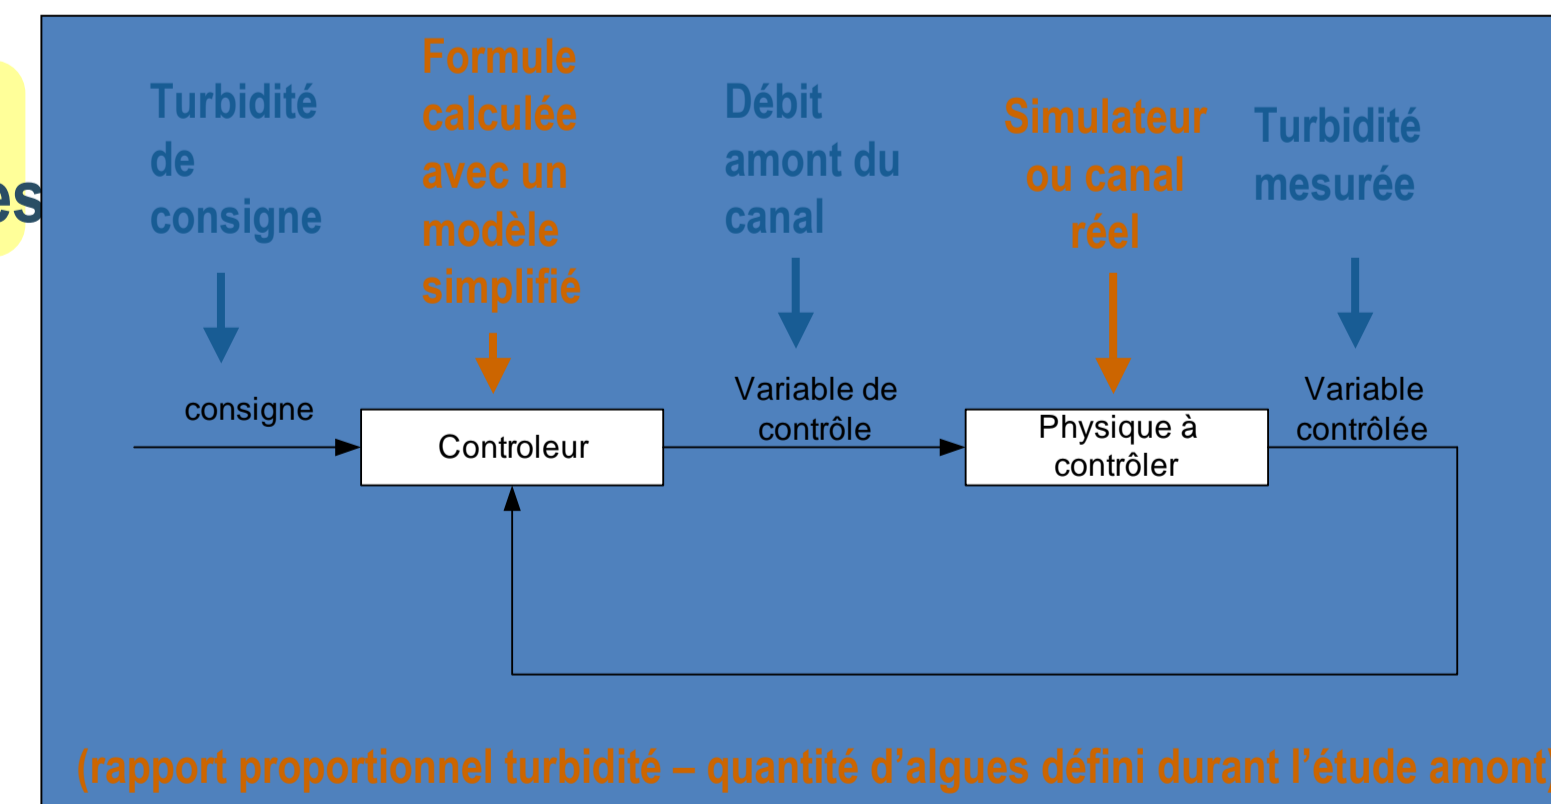 Turbidité
de
consigne
Formule
calculée
avec un
modèle
simplifié
Débit
amont du
canal
Simulateur
ou canal
réel
Turbidité
mesurée
consigne
Controleur
Variable de
contrôle
Physique à
contrôler
Variable
contrôlée
(rapport proportionnel turbidité – quantité d'algues défini durant l'étude amont)